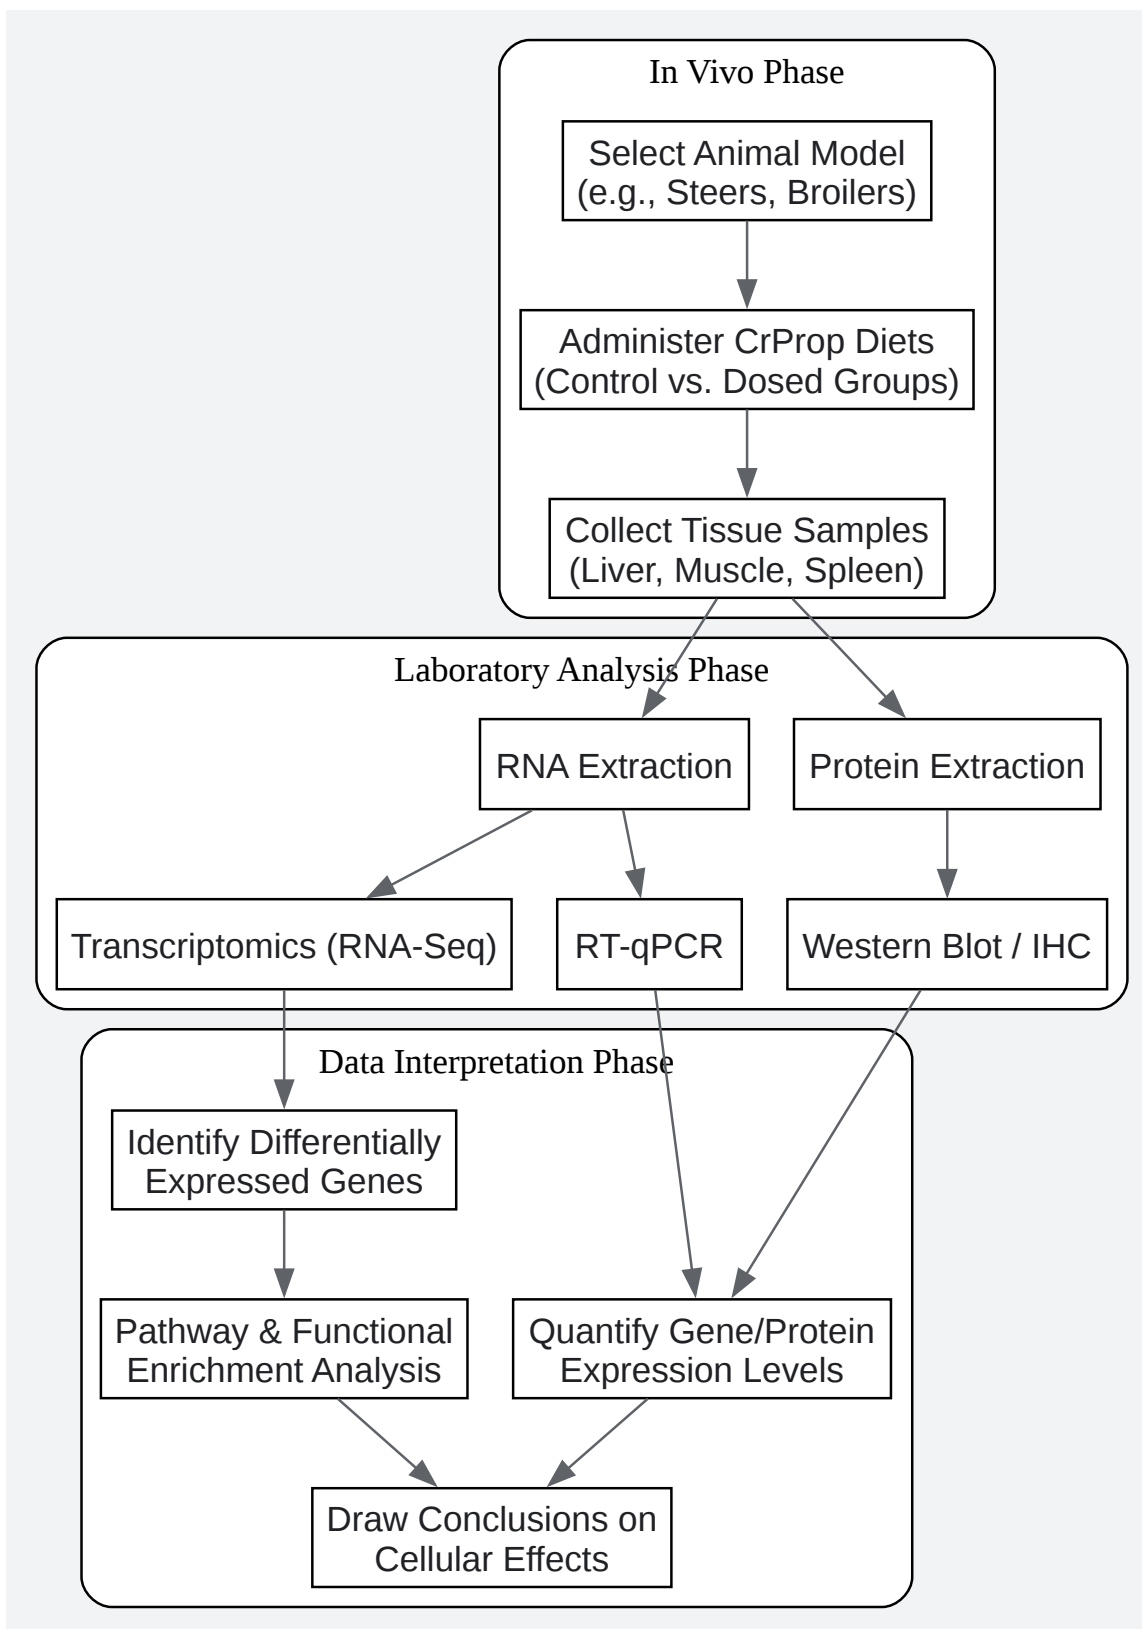 In Vivo Phase
Select Animal Model
(e.g., Steers, Broilers)
Administer CrProp Diets
(Control vs. Dosed Groups)
Collect Tissue Samples
(Liver, Muscle, Spleen)
Laboratory Analysis Phase
RNA Extraction
Protein Extraction
Transcriptomics (RNA-Seq)
RT-qPCR
Western Blot / IHC
Data Interpretation Phase
Identify Differentially
Expressed Genes
Pathway & Functional
Enrichment Analysis
Quantify Gene/Protein
Expression Levels
Draw Conclusions on
Cellular Effects